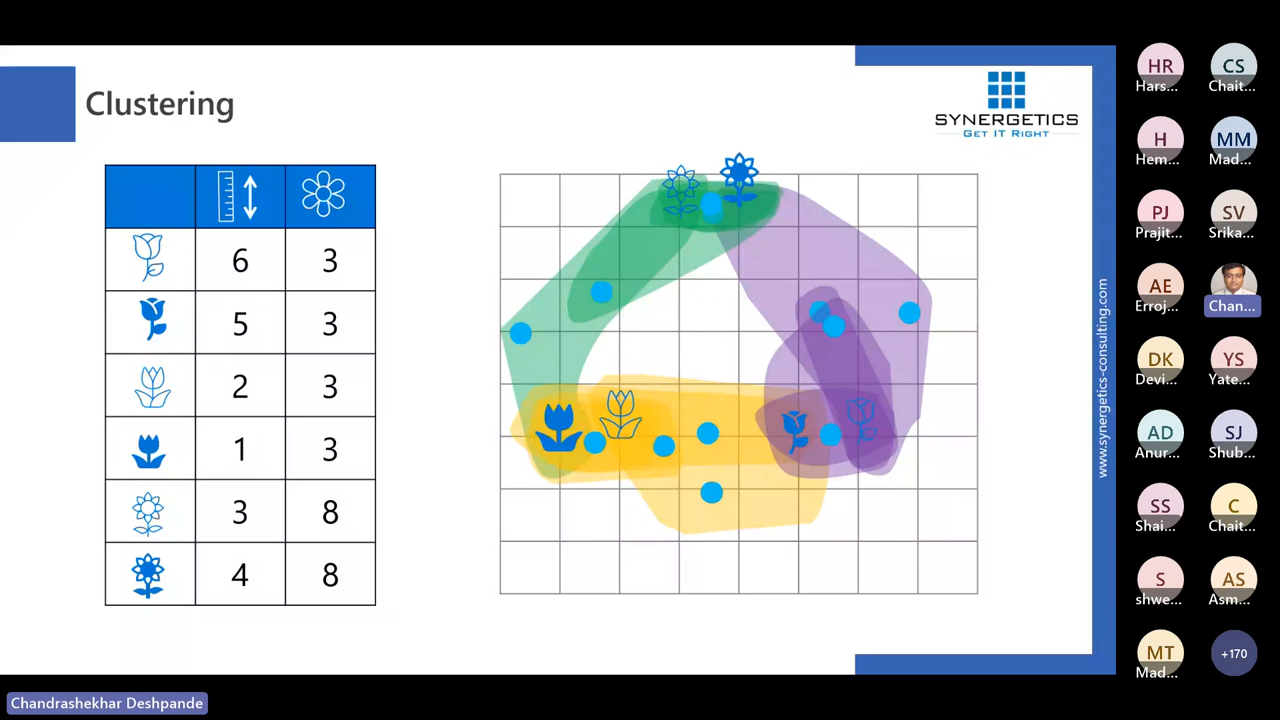 Clustering
SYNERGETICS
GET IT RIGHT
6 3
5 3
2 3
1 3
3 8
4 8
www.synergetics-consulting.com
HR CS
Hars... Chait...
H MM
Hem... Mad...
PJ SV
Prajit... Srika...
AE
Erroj... Chan...
DK YS
Devi... Yate...
AD SJ
Anur... Shub...
SS C
Shai... Chait...
S AS
shwe... Asm...
MT +170
Mad...
Chandrashekhar Deshpande